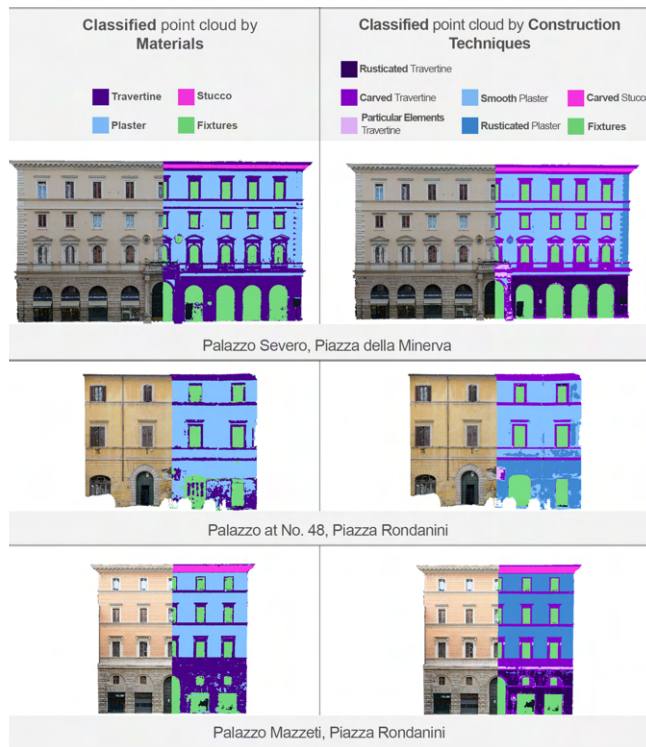 Classified point cloud by
Materials
Travertine
Stucco
Plaster
Fixtures
Classified point cloud by Construction
Techniques
Rusticated Travertine
Carved Travertine
Smooth Plaster
Carved Stucc
Particular Elements
Travertine
Rusticated Plaster
Fixtures
Palazzo Severo, Piazza della Minerva
Palazzo at No. 48, Piazza Rondanini
Palazzo Mazzeti, Piazza Rondanini